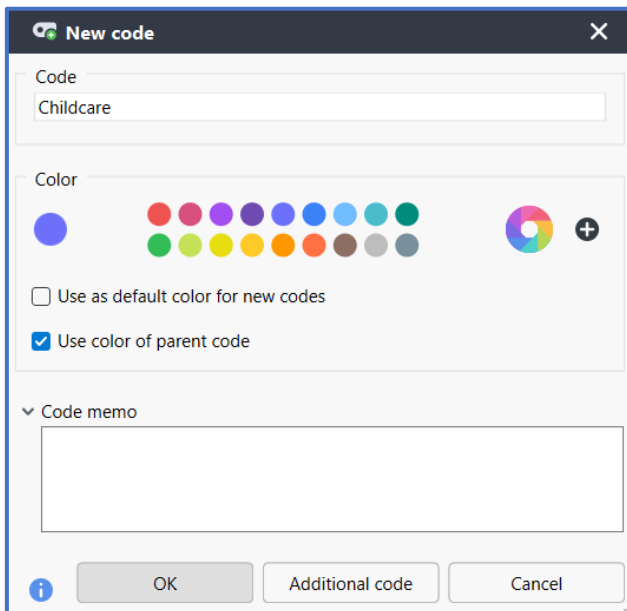 New code
Code
Childcare
Color
Use as default color for new codes
Use color of parent code
Code memo
OK
Additional code
Cancel